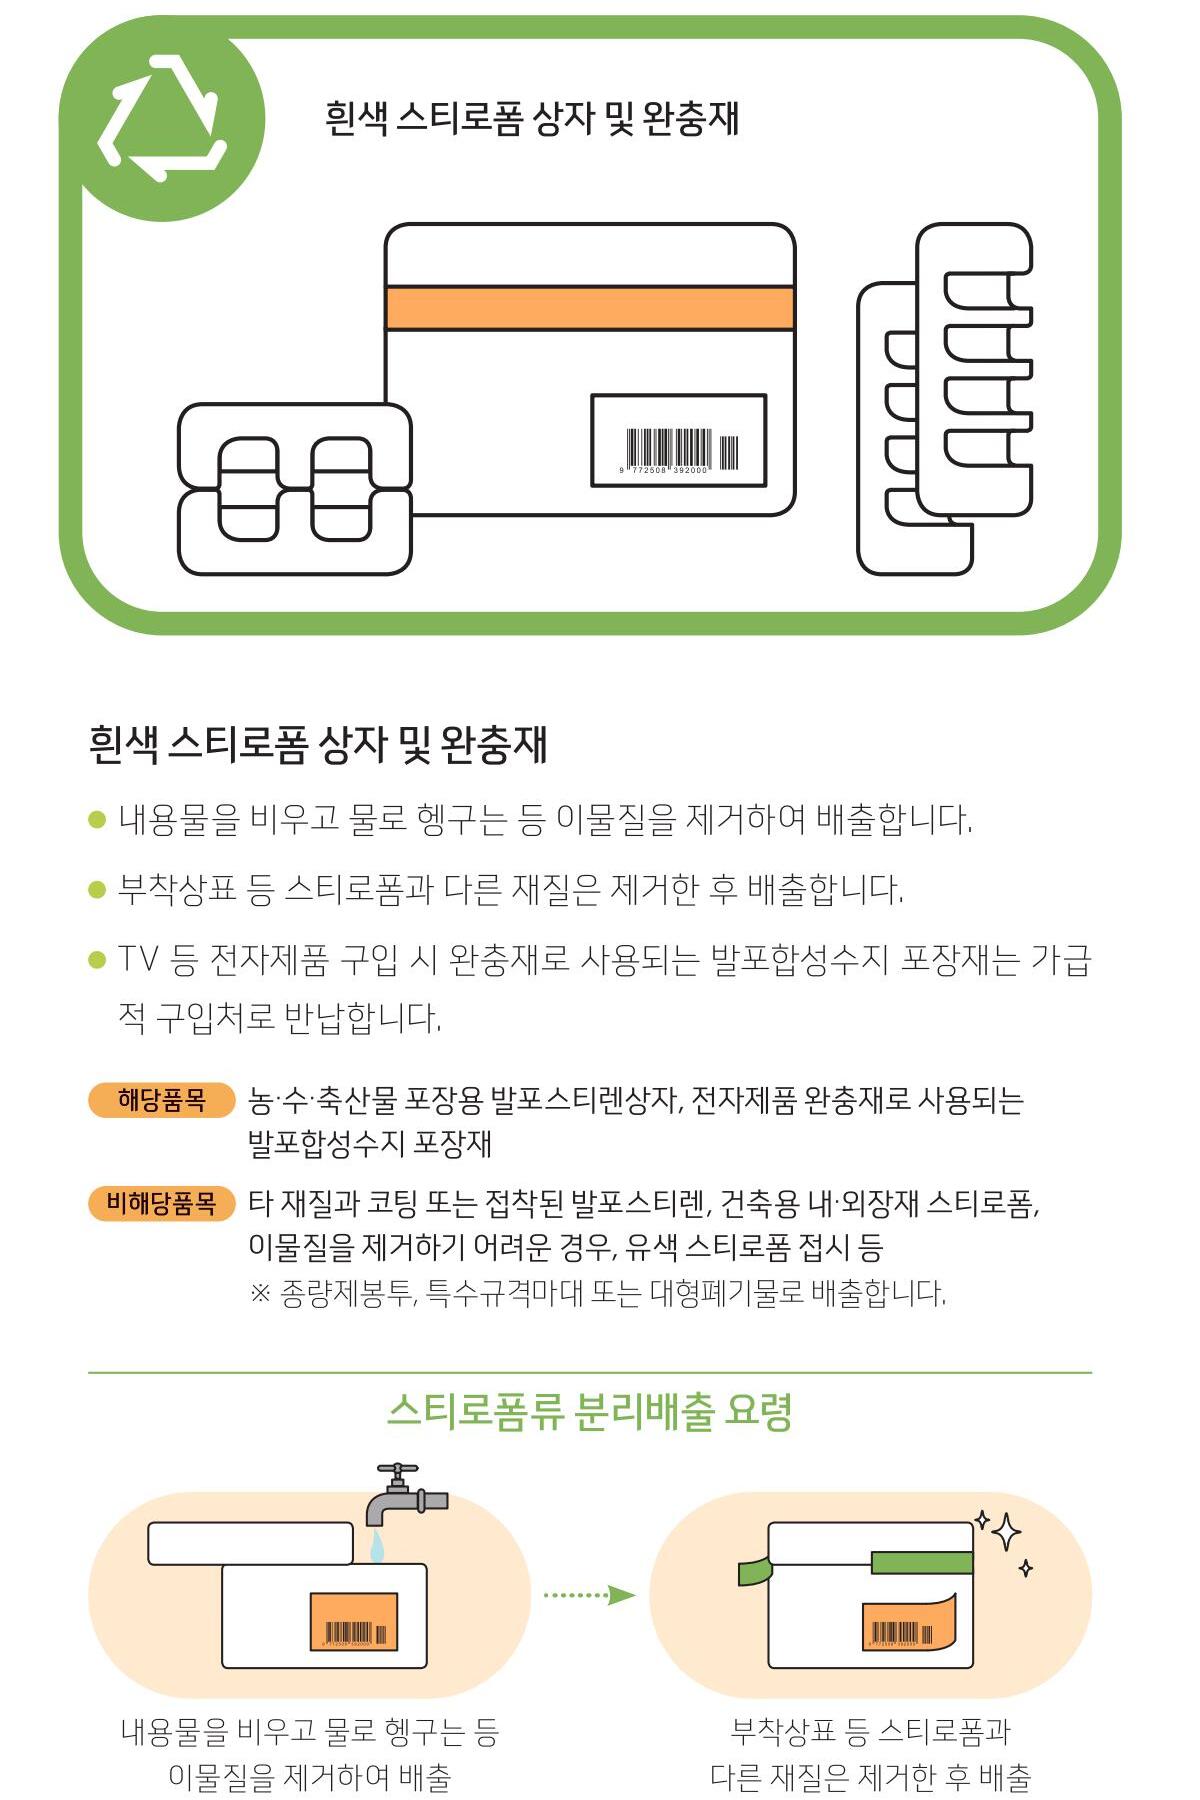 흰색 스티로폼 상자 및 완충재
9 772508 392000
흰색 스티로폼 상자 및 완충재
내용물을 비우고 물로 헹구는 등 이물질을 제거하여 배출합니다.
부착상표 등 스티로폼과 다른 재질은 제거한 후 배출합니다.
TV 등 전자제품 구입 시 완충재로 사용되는 발포합성수지 포장재는 가급
적 구입처로 반납합니다.
해당품목 농·수·축산물 포장용 발포스티렌상자, 전자제품 완충재로 사용되는
발포합성수지 포장재
비해당품목 타 재질과 코팅 또는 접착된 발포스티렌, 건축용 내·외장재 스티로폼,
이물질을 제거하기 어려운 경우, 유색 스티로폼 접시 등
※ 종량제봉투, 특수규격마대 또는 대형폐기물로 배출합니다.
스티로폼류 분리배출 요령
9 772508 392000
9 772508 392000
내용물을 비우고 물로 헹구는 등
이물질을 제거하여 배출
부착상표 등 스티로폼과
다른 재질은 제거한 후 배출